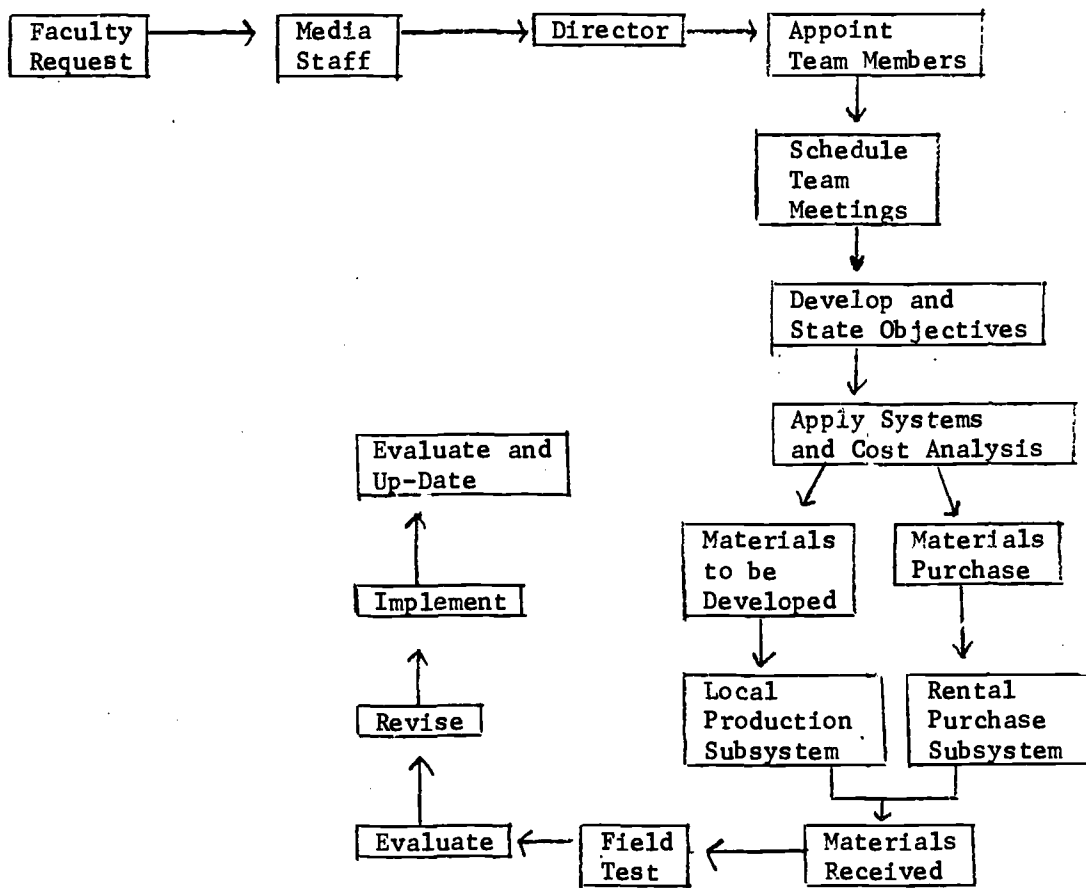 Faculty
Request
Media
Staff
Director
Appoint
Team Members
Schedule
Team
Meetings
Develop and
State Objectives
Apply Systems
and Cost Analysis
Materials
to be
Developed
Materials
Purchase
Local
Production
Subsystem
Rental
Purchase
Subsystem
Materials
Received
Field
Test
Evaluate
Revise
Implement
Evaluate and
Up-Date